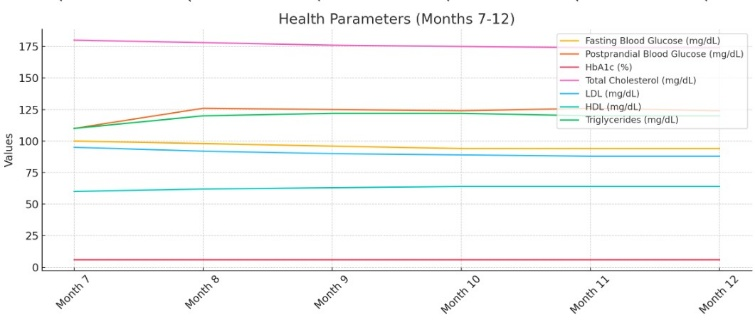 Health Parameters (Months 7-12)
Fasting Blood Glucose (mg/dL)
Postprandial Blood Glucose (mg/dL)
HbA1c (%)
Total Cholesterol (mg/dL)
LDL (mg/dL)
HDL (mg/dL)
Triglycerides (mg/dL)
Values
175
150
125
100
75
50
25
0
Month 7
Month 8
Month 9
Month 10
Month 11
Month 12